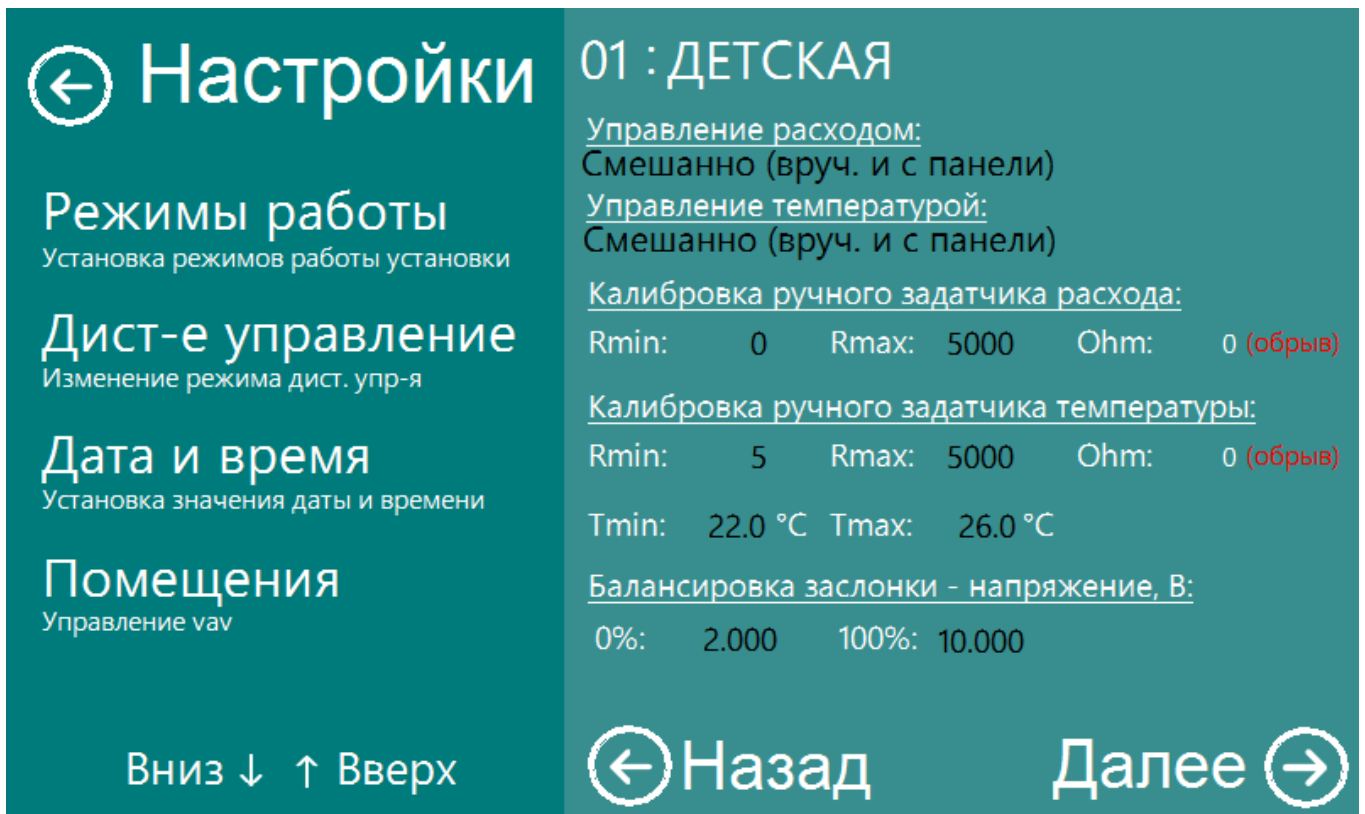 Настройки
Режимы работы
Установка режимов работы установки
Дист-е управление
Изменение режима дист. упр-я
Дата и время
Установка значения даты и времени
Помещения
Управление vav
Вниз ↓ ↑ Вверх
01 : ДЕТСКАЯ
Управление расходом:
Смешанно (вруч. и с панели)
Управление температурой:
Смешанно (вруч. и с панели)
Калибровка ручного задатчика расхода:
Rmin: 0 Rmax: 5000 Ohm: 0 (обрыв)
Калибровка ручного задатчика температуры:
Rmin: 5 Rmax: 5000 Ohm: 0 (обрыв)
Tmin: 22.0 °C Tmax: 26.0 °C
Балансировка заслонки - напряжение, В:
0%: 2.000 100%: 10.000
Назад Далее